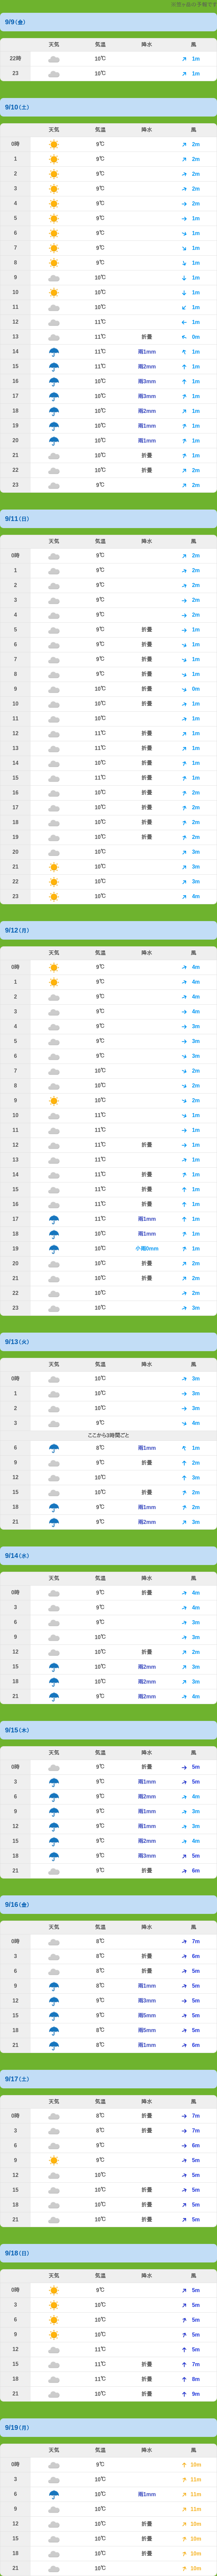 の予報です
9/9(金)
天気 気温 降水 風
22時 10℃ 1m
23 10℃ 1m
9/10(土)
天気 気温 降水 風
0時 9℃ 2m
1 9℃ 2m
2 9℃ 2m
3 9℃ 2m
4 9℃ 2m
5 9℃ 1m
6 9℃ 1m
7 9℃ 1m
8 9℃ 1m
9 10℃ 1m
10 10℃ 1m
11 10℃ 1m
12 11℃ 1m
13 11℃ 折畳 0m
14 11℃ 雨1mm 1m
15 11℃ 雨2mm 1m
16 10℃ 雨3mm 1m
17 10℃ 雨3mm 1m
18 10℃ 雨2mm 1m
19 10℃ 雨1mm 1m
20 10℃ 雨1mm 1m
21 10℃ 折畳 1m
22 10℃ 折畳 2m
23 9℃ 2m
9/11(日)
天気 気温 降水 風
0時 9℃ 2m
1 9℃ 2m
2 9℃ 2m
3 9℃ 2m
4 9℃ 2m
5 9℃ 折畳 1m
6 9℃ 折畳 1m
7 9℃ 折畳 1m
8 9℃ 折畳 1m
9 10℃ 折畳 0m
10 10℃ 折畳 1m
11 10℃ 1m
12 11℃ 折畳 1m
13 11℃ 折畳 1m
14 11℃ 折畳 1m
15 11℃ 折畳 1m
16 10℃ 折畳 2m
17 10℃ 折畳 2m
18 10℃ 折畳 2m
19 10℃ 折畳 2m
20 10℃ 3m
21 10℃ 3m
22 10℃ 3m
23 10℃ 4m
9/12(月)
天気 気温 降水 風
0時 9℃ 4m
1 9℃ 4m
2 9℃ 4m
3 9℃ 4m
4 9℃ 3m
5 9℃ 3m
6 9℃ 3m
7 10℃ 2m
8 10℃ 2m
9 10℃ 2m
10 11℃ 1m
11 11℃ 1m
12 11℃ 折畳 1m
13 11℃ 1m
14 11℃ 折畳 1m
15 11℃ 折畳 1m
16 11℃ 折畳 1m
17 11℃ 雨1mm 1m
18 10℃ 雨1mm 1m
19 10℃ 小雨0mm 1m
20 10℃ 折畳 2m
21 10℃ 折畳 2m
22 10℃ 2m
23 10℃ 3m
9/13(火)
天気 気温 降水 風
0時 10℃ 3m
1 10℃ 3m
2 10℃ 3m
3 9℃ 4m
ここから3時間ごと
6 8℃ 雨1mm 1m
9 9℃ 折畳 2m
12 10℃ 3m
15 10℃ 折畳 2m
18 9℃ 雨1mm 2m
21 9℃ 雨2mm 3m
9/14(水)
天気 気温 降水 風
0時 9℃ 折畳 4m
3 9℃ 4m
6 9℃ 3m
9 10℃ 3m
12 10℃ 折畳 2m
15 10℃ 雨2mm 3m
18 10℃ 雨2mm 3m
21 9℃ 雨2mm 4m
9/15(木)
天気 気温 降水 風
0時 9℃ 折畳 5m
3 9℃ 雨1mm 5m
6 9℃ 雨2mm 4m
9 9℃ 雨1mm 3m
12 10℃ 雨1mm 3m
15 10℃ 雨2mm 4m
18 9℃ 雨3mm 5m
21 9℃ 折畳 6m
9/16(金)
天気 気温 降水 風
0時 8℃ 7m
3 8℃ 折畳 6m
6 8℃ 折畳 5m
9 8℃ 雨1mm 5m
12 9℃ 雨3mm 5m
15 9℃ 雨5mm 5m
18 8℃ 雨5mm 5m
21 8℃ 雨1mm 6m
9/17(土)
天気 気温 降水 風
0時 8℃ 折畳 7m
3 8℃ 折畳 7m
6 9℃ 6m
9 9℃ 5m
12 10℃ 5m
15 10℃ 折畳 5m
18 10℃ 折畳 5m
21 10℃ 折畳 5m
9/18(日)
天気 気温 降水 風
0時 9℃ 5m
3 10℃ 5m
6 10℃ 5m
9 10℃ 5m
12 11℃ 5m
15 11℃ 折畳 7m
18 11℃ 折畳 8m
21 10℃ 折畳 9m
9/19(月)
天気 気温 降水 風
0時 9℃ 10m
3 10℃ 11m
6 10℃ 雨1mm 11m
9 10℃ 11m
12 10℃ 折畳 10m
15 10℃ 折畳 10m
18 10℃ 折畳 10m
21 10℃ 10m